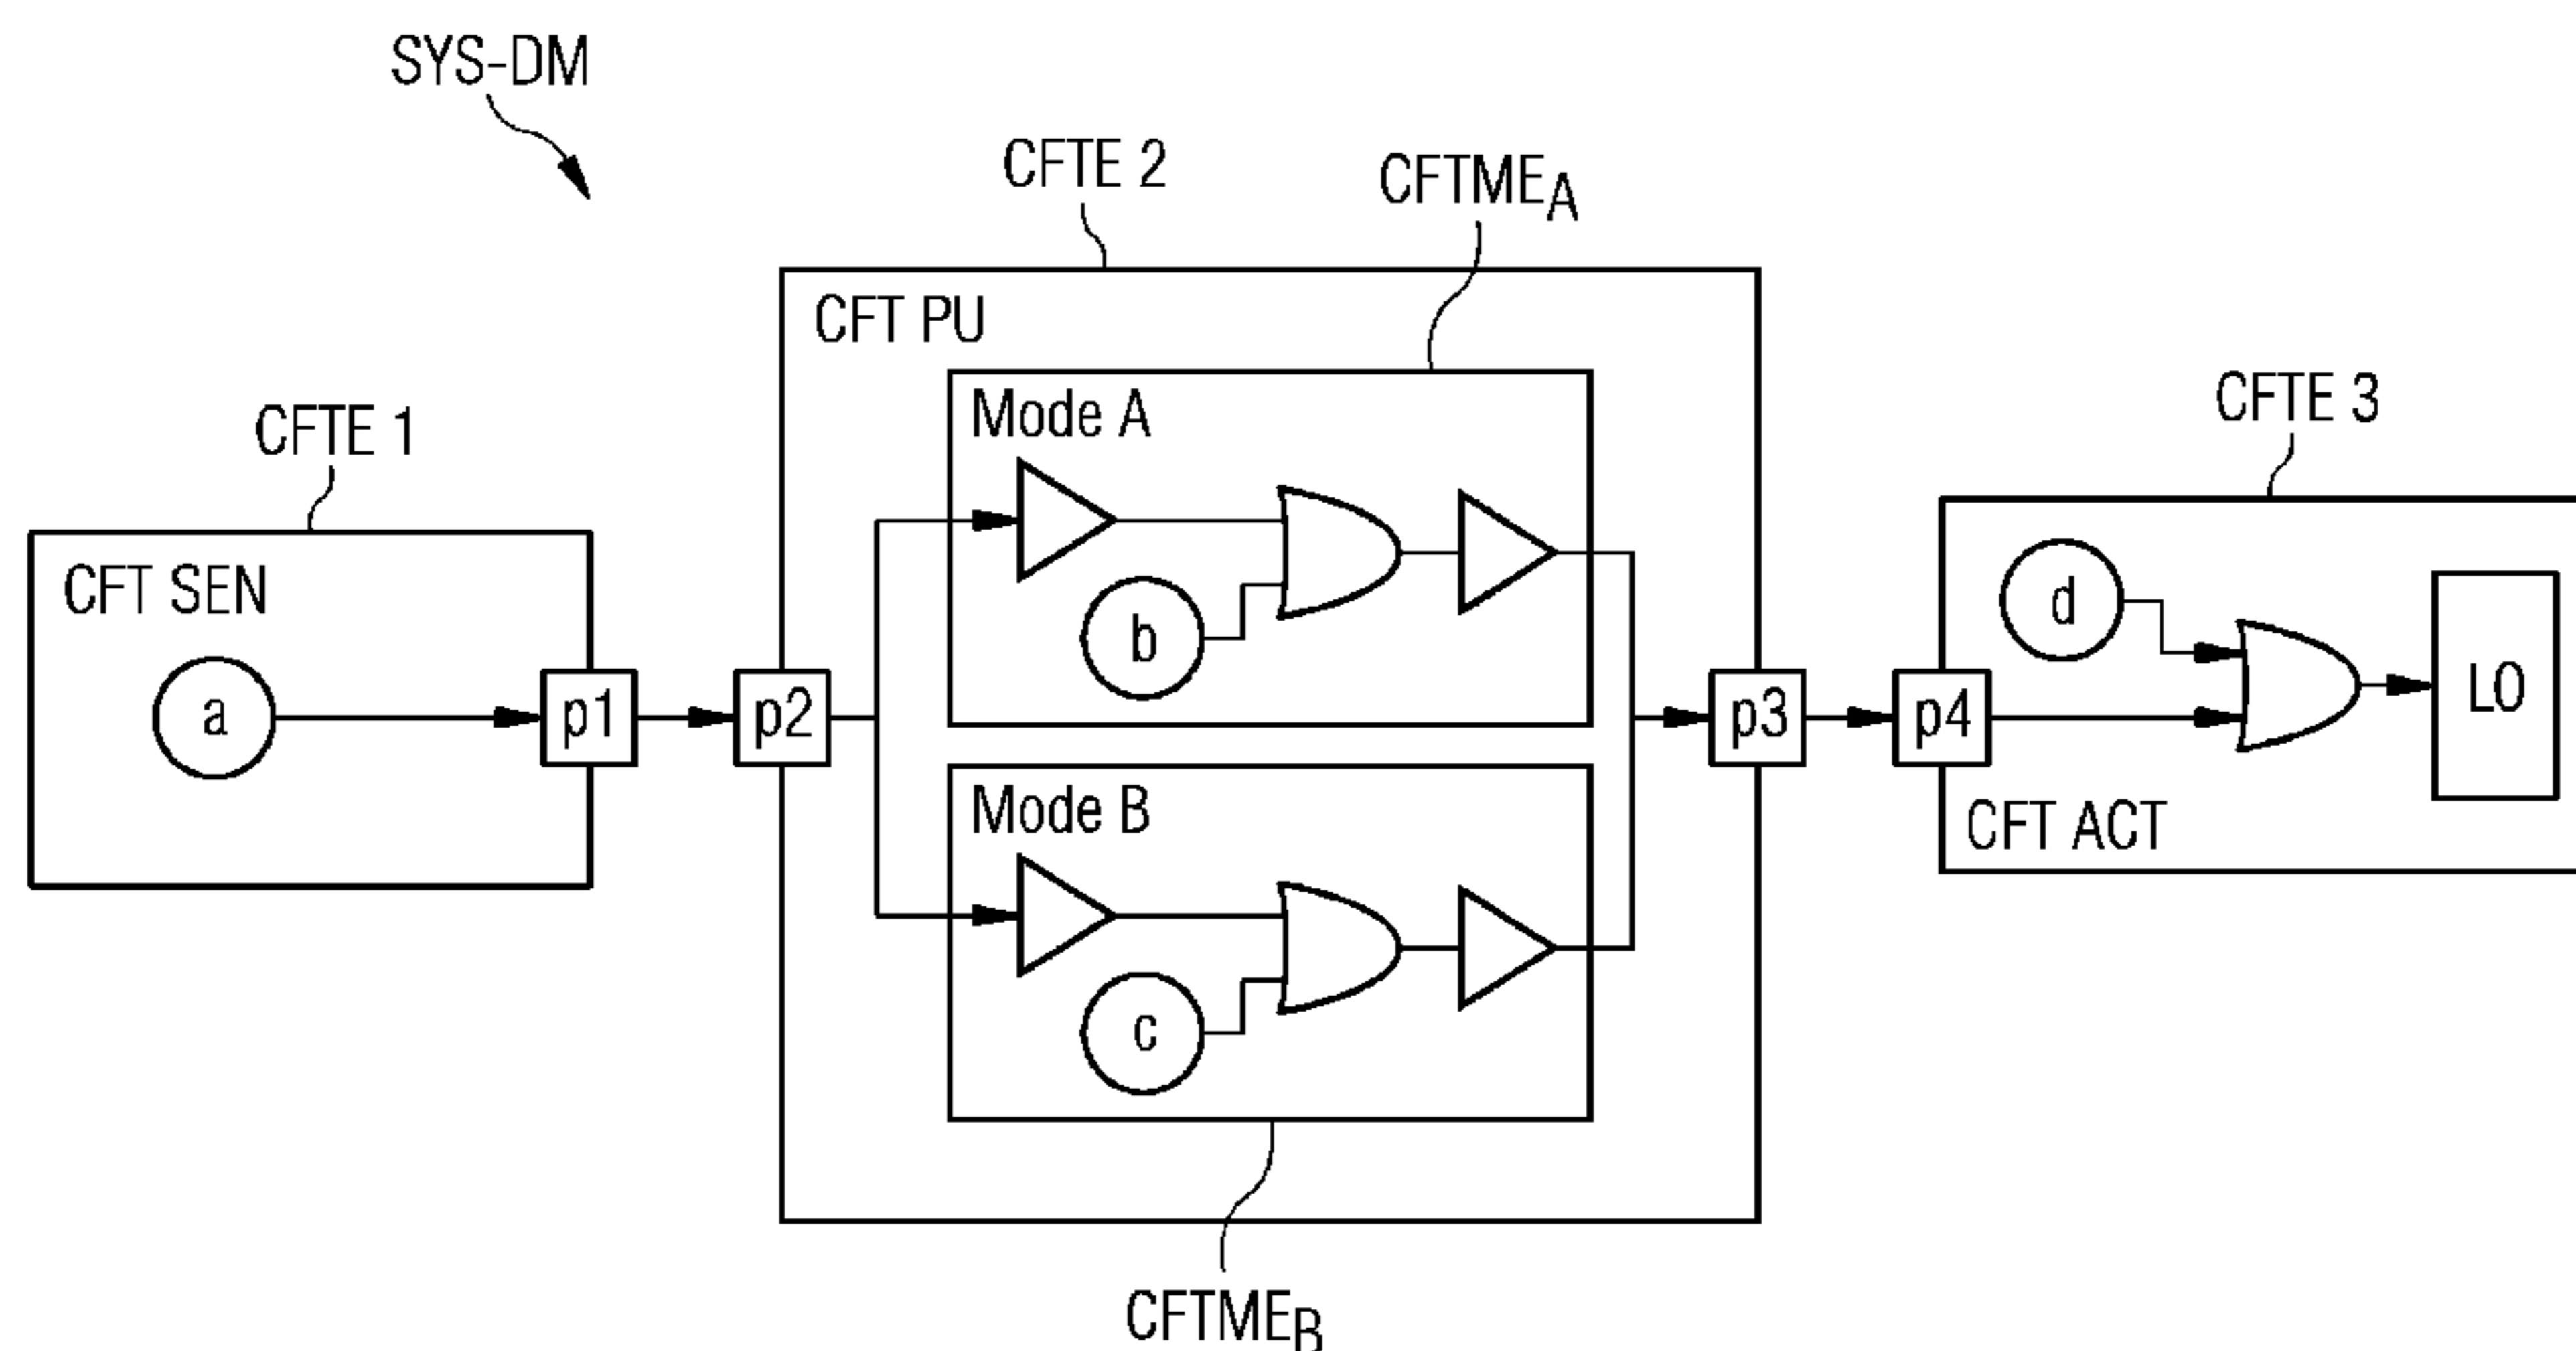 SYS-DM
CFTE 1
CFT SEN
a
p1
CFTE 2
CFTMEA
CFT PU
p2
Mode A
b
Mode B
c
CFTMEB
p3
CFTE 3
p4
d
LO
CFT ACT